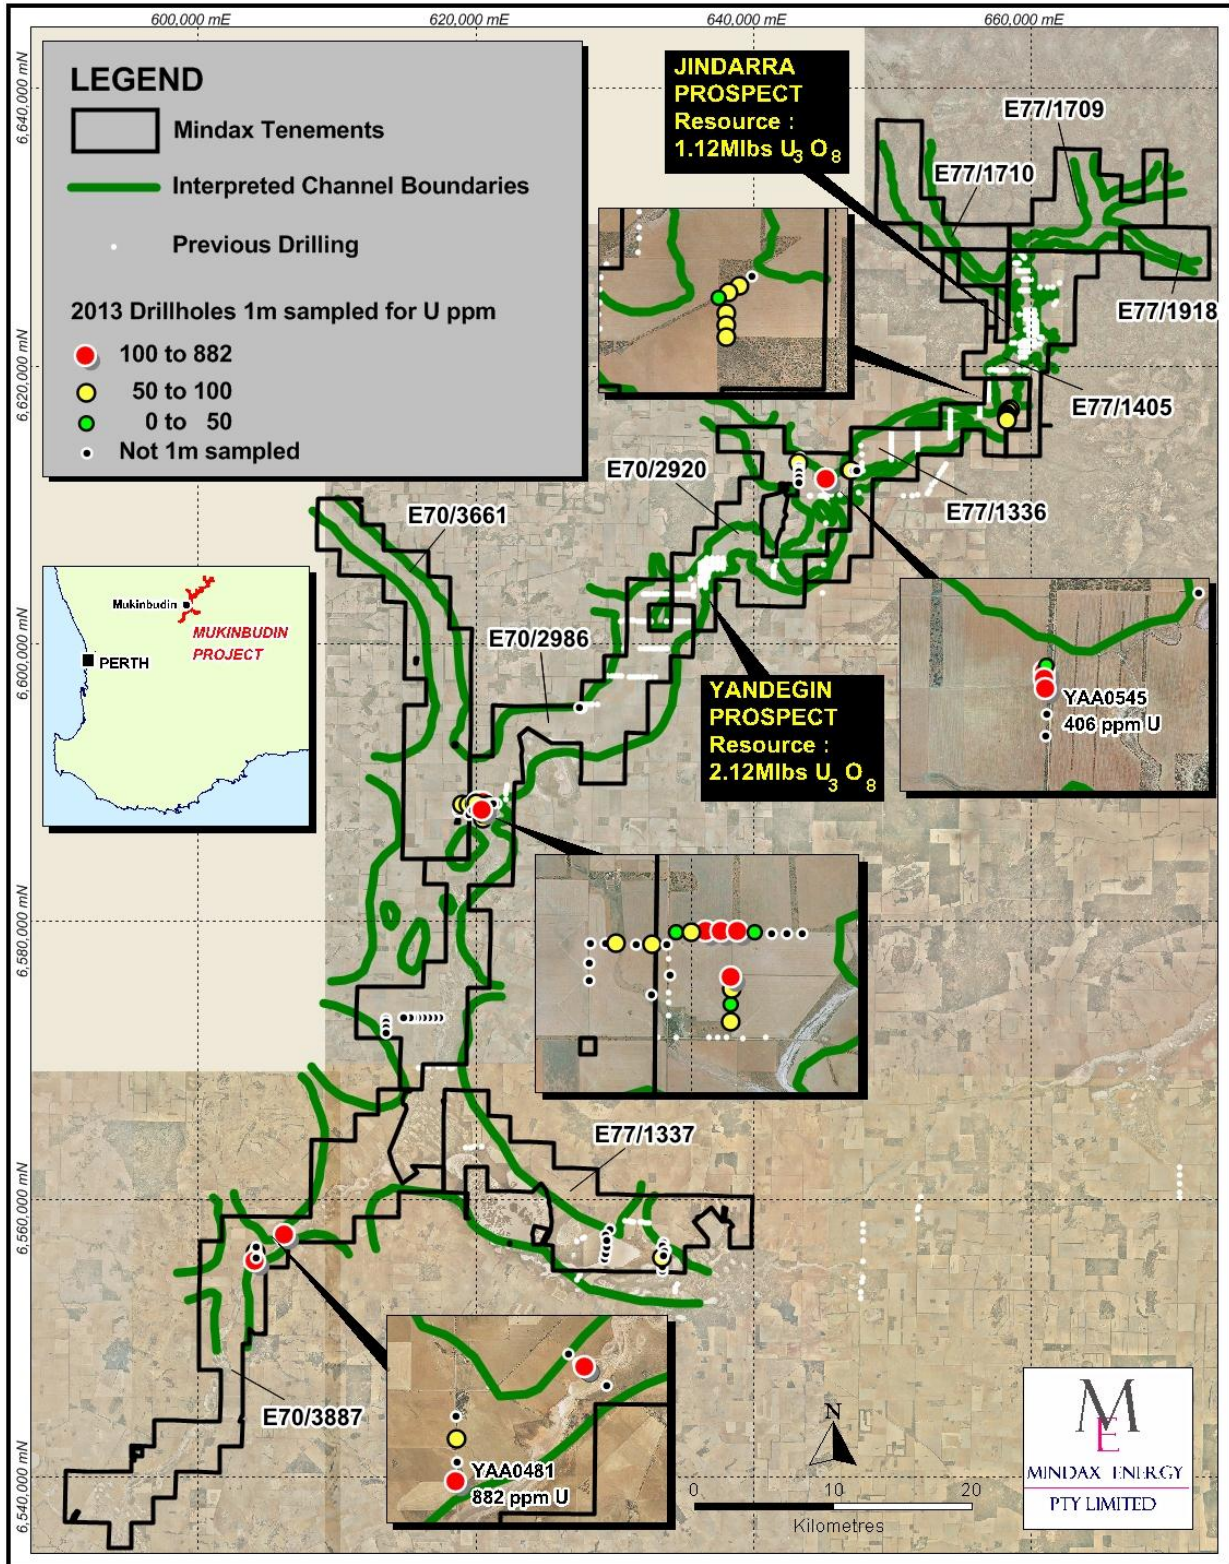 600,000 mE
620,000 mE
640,000 mE
660,000 mE
6,640,000 mN
6,620,000 mN
6,600,000 mN
6,580,000 mN
6,560,000 mN
6,540,000 mN
LEGEND
Mindax Tenements
Interpreted Channel Boundaries
Previous Drilling
2013 Drillholes 1m sampled for U ppm
100 to 882
50 to 100
0 to 50
Not 1m sampled
JINDARRA
PROSPECT
Resource :
1.12Mlbs U3 O8
E77/1709
E77/1710
E77/1918
E77/1405
E70/2920
E77/1336
E70/3661
Mukinbudin
MUKINBUDIN
PROJECT
PERTH
E70/2986
YANDEGIN
PROSPECT
Resource :
2.12Mlbs U3 O8
YAA0545
406 ppm U
E77/1337
E70/3887
YAA0481
882 ppm U
N
0 10 20
Kilometres
ME
MINDAX ENERGY
PTY LIMITED